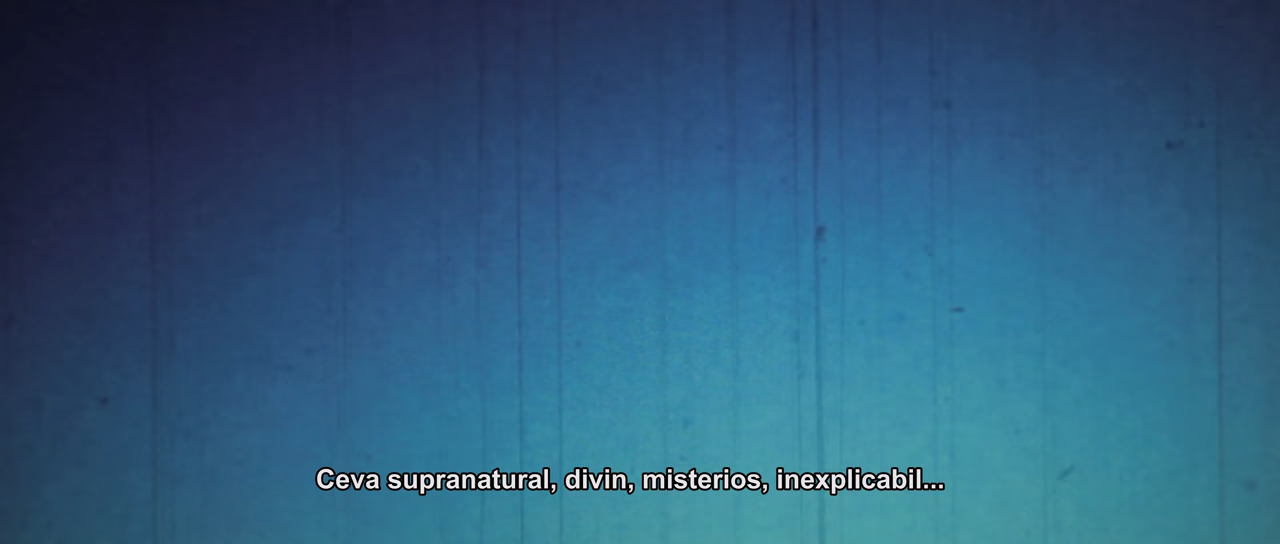 Ceva supranatural, divin, misterios, inexplicabil...